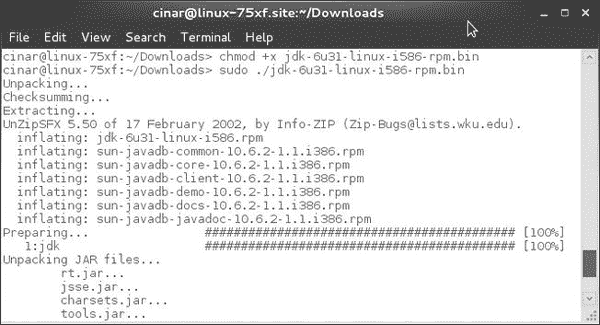 cinar@linux-75xf.site:~/Downloads
File Edit View Search Terminal Help
cinar@linux-75xf:~/Downloads> chmod +x jdk-6u31-linux-i586-rpm.bin
cinar@linux-75xf:~/Downloads> sudo ./jdk-6u31-linux-i586-rpm.bin
Unpacking...
Checksumming...
Extracting...
UnZipSFX 5.50 of 17 February 2002, by Info-ZIP (Zip-Bugs@lists.wku.edu).
  inflating: jdk-6u31-linux-i586.rpm
  inflating: sun-javadb-common-10.6.2-1.1.i386.rpm
  inflating: sun-javadb-core-10.6.2-1.1.i386.rpm
  inflating: sun-javadb-client-10.6.2-1.1.i386.rpm
  inflating: sun-javadb-demo-10.6.2-1.1.i386.rpm
  inflating: sun-javadb-docs-10.6.2-1.1.i386.rpm
  inflating: sun-javadb-javadoc-10.6.2-1.1.i386.rpm
Preparing...                ########################################### [100%]
   1:jdk                    ########################################### [100%]
Unpacking JAR files...
        rt.jar...
        jsse.jar...
        charsets.jar...
        tools.jar...